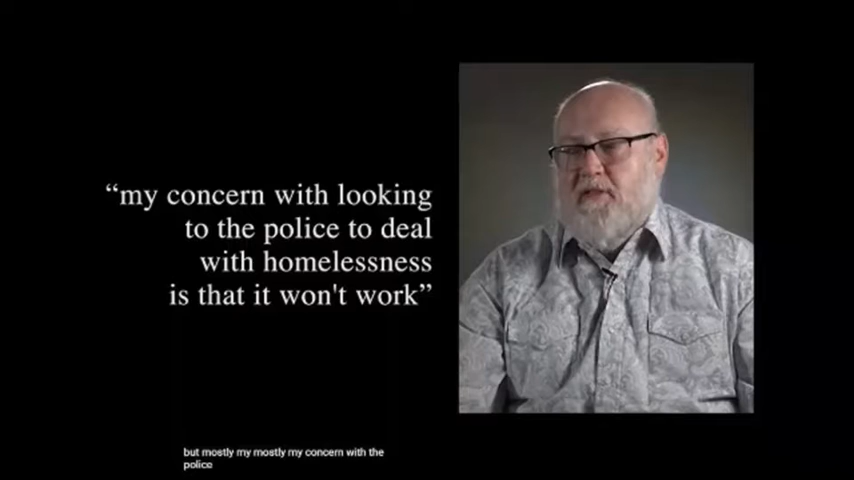 “my concern with looking
to the police to deal
with homelessness
is that it won't work”
but mostly my mostly my concern with the
police